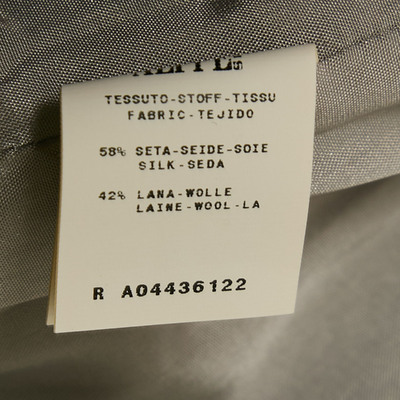 TESSUTO-STOFF-TISSU
FABRIC-TEJIDO
58% SETA-SEIDE-SOIE
SILK-SEDA
42% LANA-WOLLE
LAINE-WOOL-LA
R A04436122